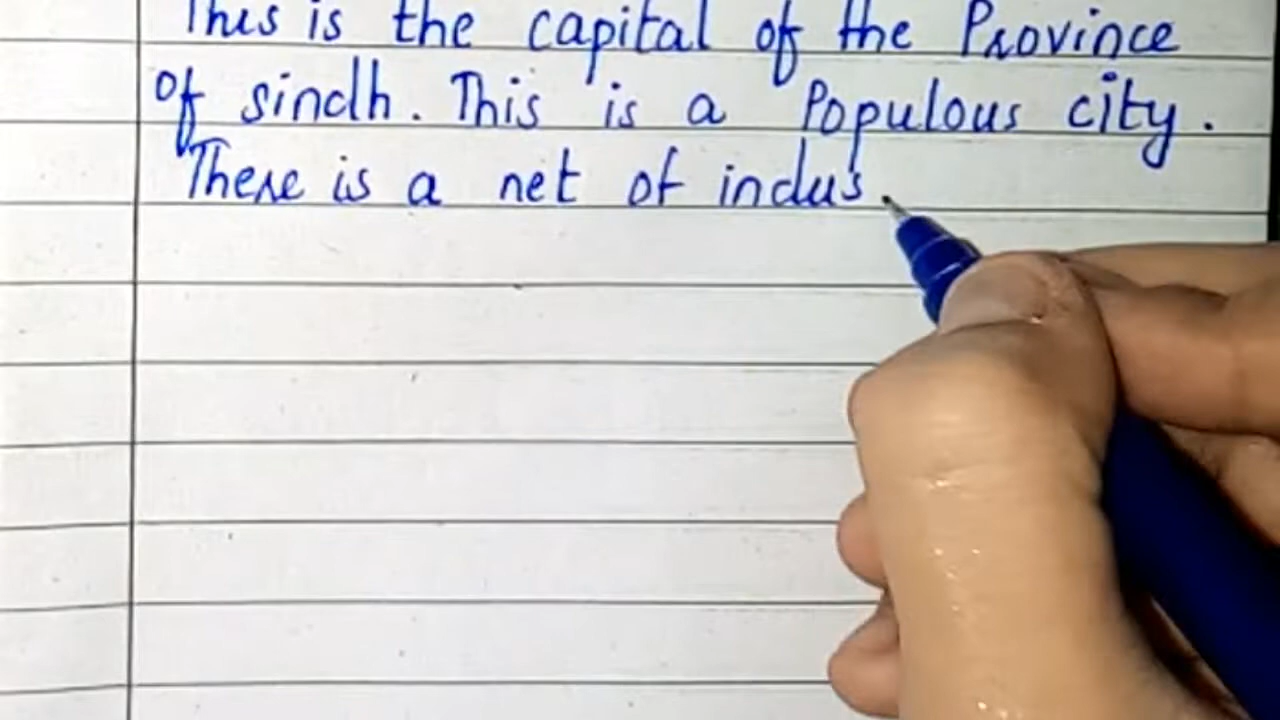 This is the capital of the Province
of sindh. This is a Populous city.
There is a net of indus